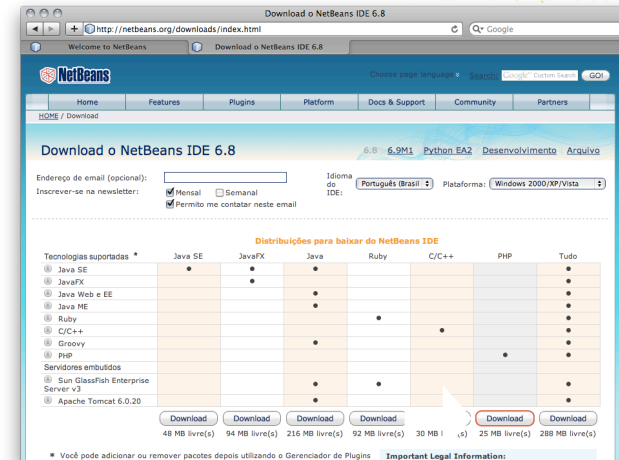 Download o NetBeans IDE 6.8
http://netbeans.org/downloads/index.html
Google
Welcome to NetBeans
Download o NetBeans IDE 6.8
NetBeans
Choose page language
Search:
Google™ Custom Search
GO!
Home
Features
Plugins
Platform
Docs & Support
Community
Partners
HOME / Download
Download o NetBeans IDE 6.8
6.8
6.9M1
Python EA2
Desenvolvimento
Arquivo
Endereço de email (opcional):
Inscrever-se na newsletter:
Mensal
Semanal
Permito me contatar neste email
Idioma do IDE:
Português (Brasil
Plataforma:
Windows 2000/XP/Vista
Distribuições para baixar do NetBeans IDE
Tecnologias suportadas *
Java SE
JavaFX
Java
Ruby
C/C++
PHP
Tudo
Java SE
JavaFX
Java Web e EE
Java ME
Ruby
C/C++
Groovy
PHP
Servidores embutidos
Sun GlassFish Enterprise
Server v3
Apache Tomcat 6.0.20
Download
Download
Download
Download
Download
Download
48 MB livre(s)
94 MB livre(s)
216 MB livre(s)
92 MB livre(s)
30 MB
25 MB livre(s)
288 MB livre(s)
* Você pode adicionar ou remover pacotes depois utilizando o Gerenciador de Plugins
Important Legal Information: